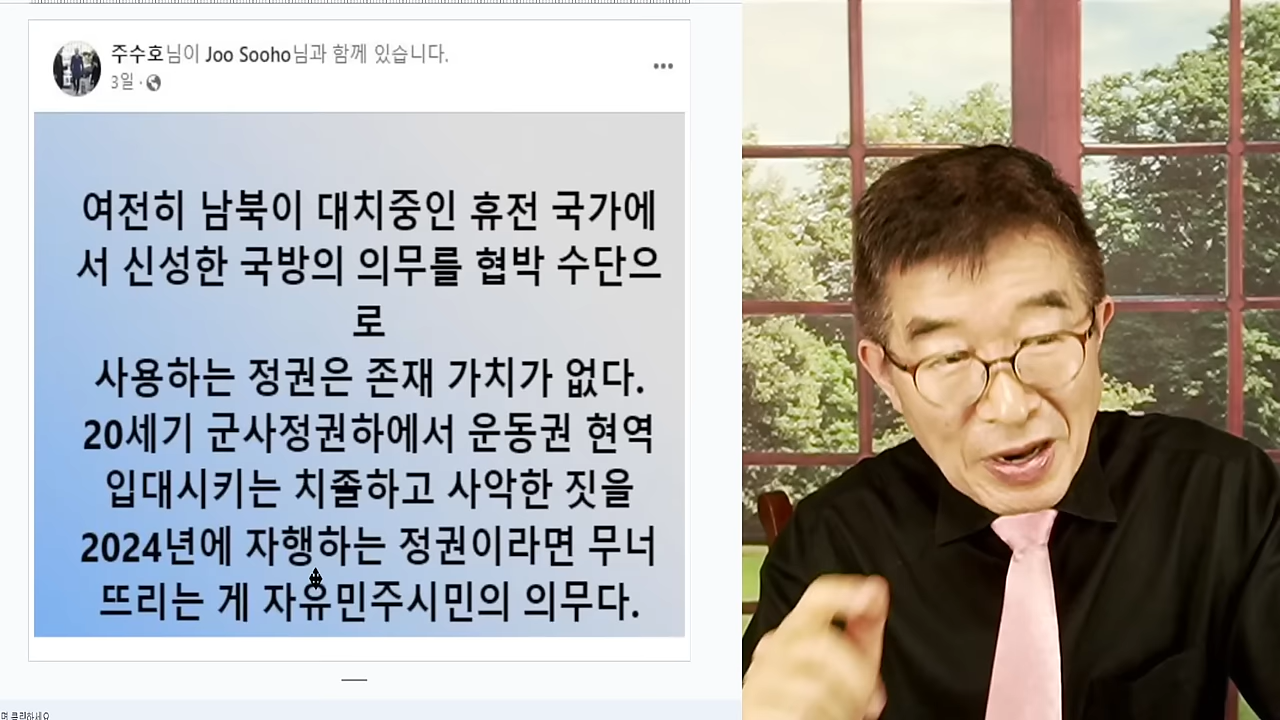 주수호님이 Joo Sooho님과 함께 있습니다.
3일
여전히 남북이 대치중인 휴전 국가에
서 신성한 국방의 의무를 협박 수단으
로
사용하는 정권은 존재 가치가 없다.
20세기 군사정권하에서 운동권 현역
입대시키는 치졸하고 사악한 짓을
2024년에 자행하는 정권이라면 무너
뜨리는 게 자유민주시민의 의무다.